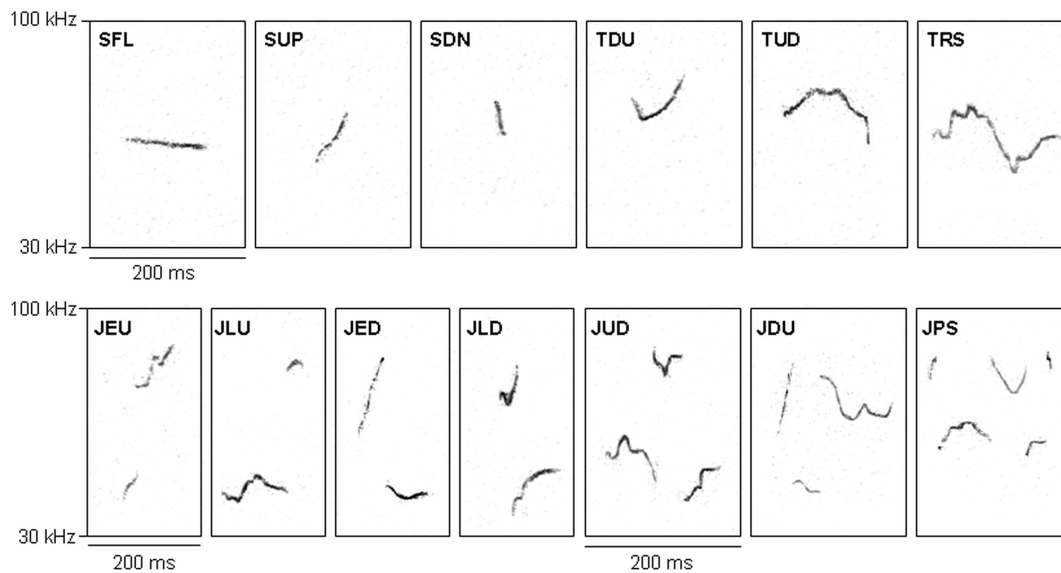 100 kHz
SFL SUP SDN TDU TUD TRS
30 kHz
200 ms
100 kHz
JEU JLU JED JLD JUD JDU JPS
30 kHz
200 ms 200 ms